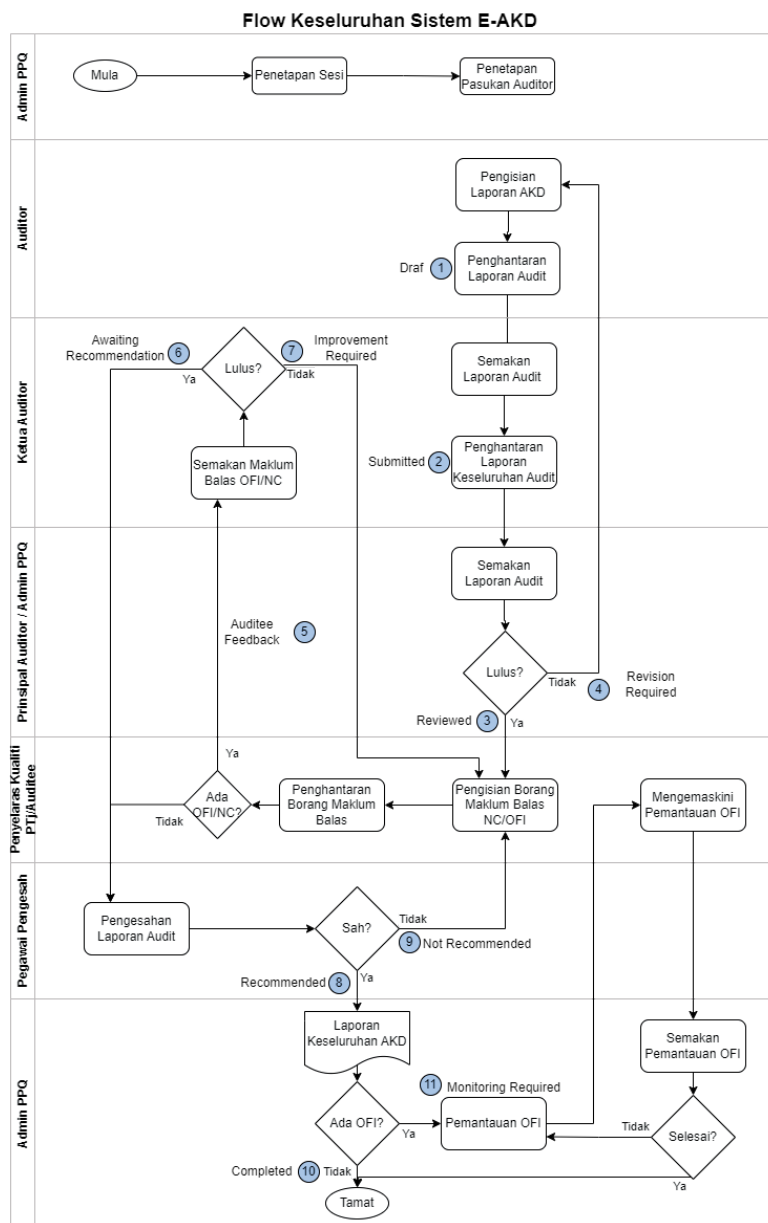 Flow Keseluruhan Sistem E-AKD
Admin PPQ
Mula
Penetapan Sesi
Penetapan
Pasukan Auditor
Auditor
Pengisian
Laporan AKD
Draf
1
Penghantaran
Laporan Audit
Ketua Auditor
Awaiting
Recommendation
6
Ya
Lulus?
7
Improvement
Required
Tidak
Semakan
Laporan Audit
Semakan Maklum
Balas OFI/NC
Submitted
2
Penghantaran
Laporan
Keseluruhan Audit
Prinsipal Auditor / Admin PPQ
Semakan
Laporan Audit
Auditee
Feedback
5
Lulus?
Tidak
4
Revision
Required
Reviewed
3
Ya
Penyelaras Kualiti
PTj/Auditee
Ya
Ada
OFI/NC?
Tidak
Penghantaran
Borang Maklum
Balas
Pengisian Borang
Maklum Balas
NC/OFI
Mengemaskini
Pemantauan OFI
Pegawai Pengesah
Pengesahan
Laporan Audit
Sah?
Tidak
9
Not Recommended
Recommended
8
Ya
Admin PPQ
Laporan
Keseluruhan AKD
Semakan
Pemantauan OFI
11
Monitoring Required
Ada OFI?
Ya
Pemantauan OFI
Tidak
Selesai?
Completed
10
Tidak
Ya
Tamat